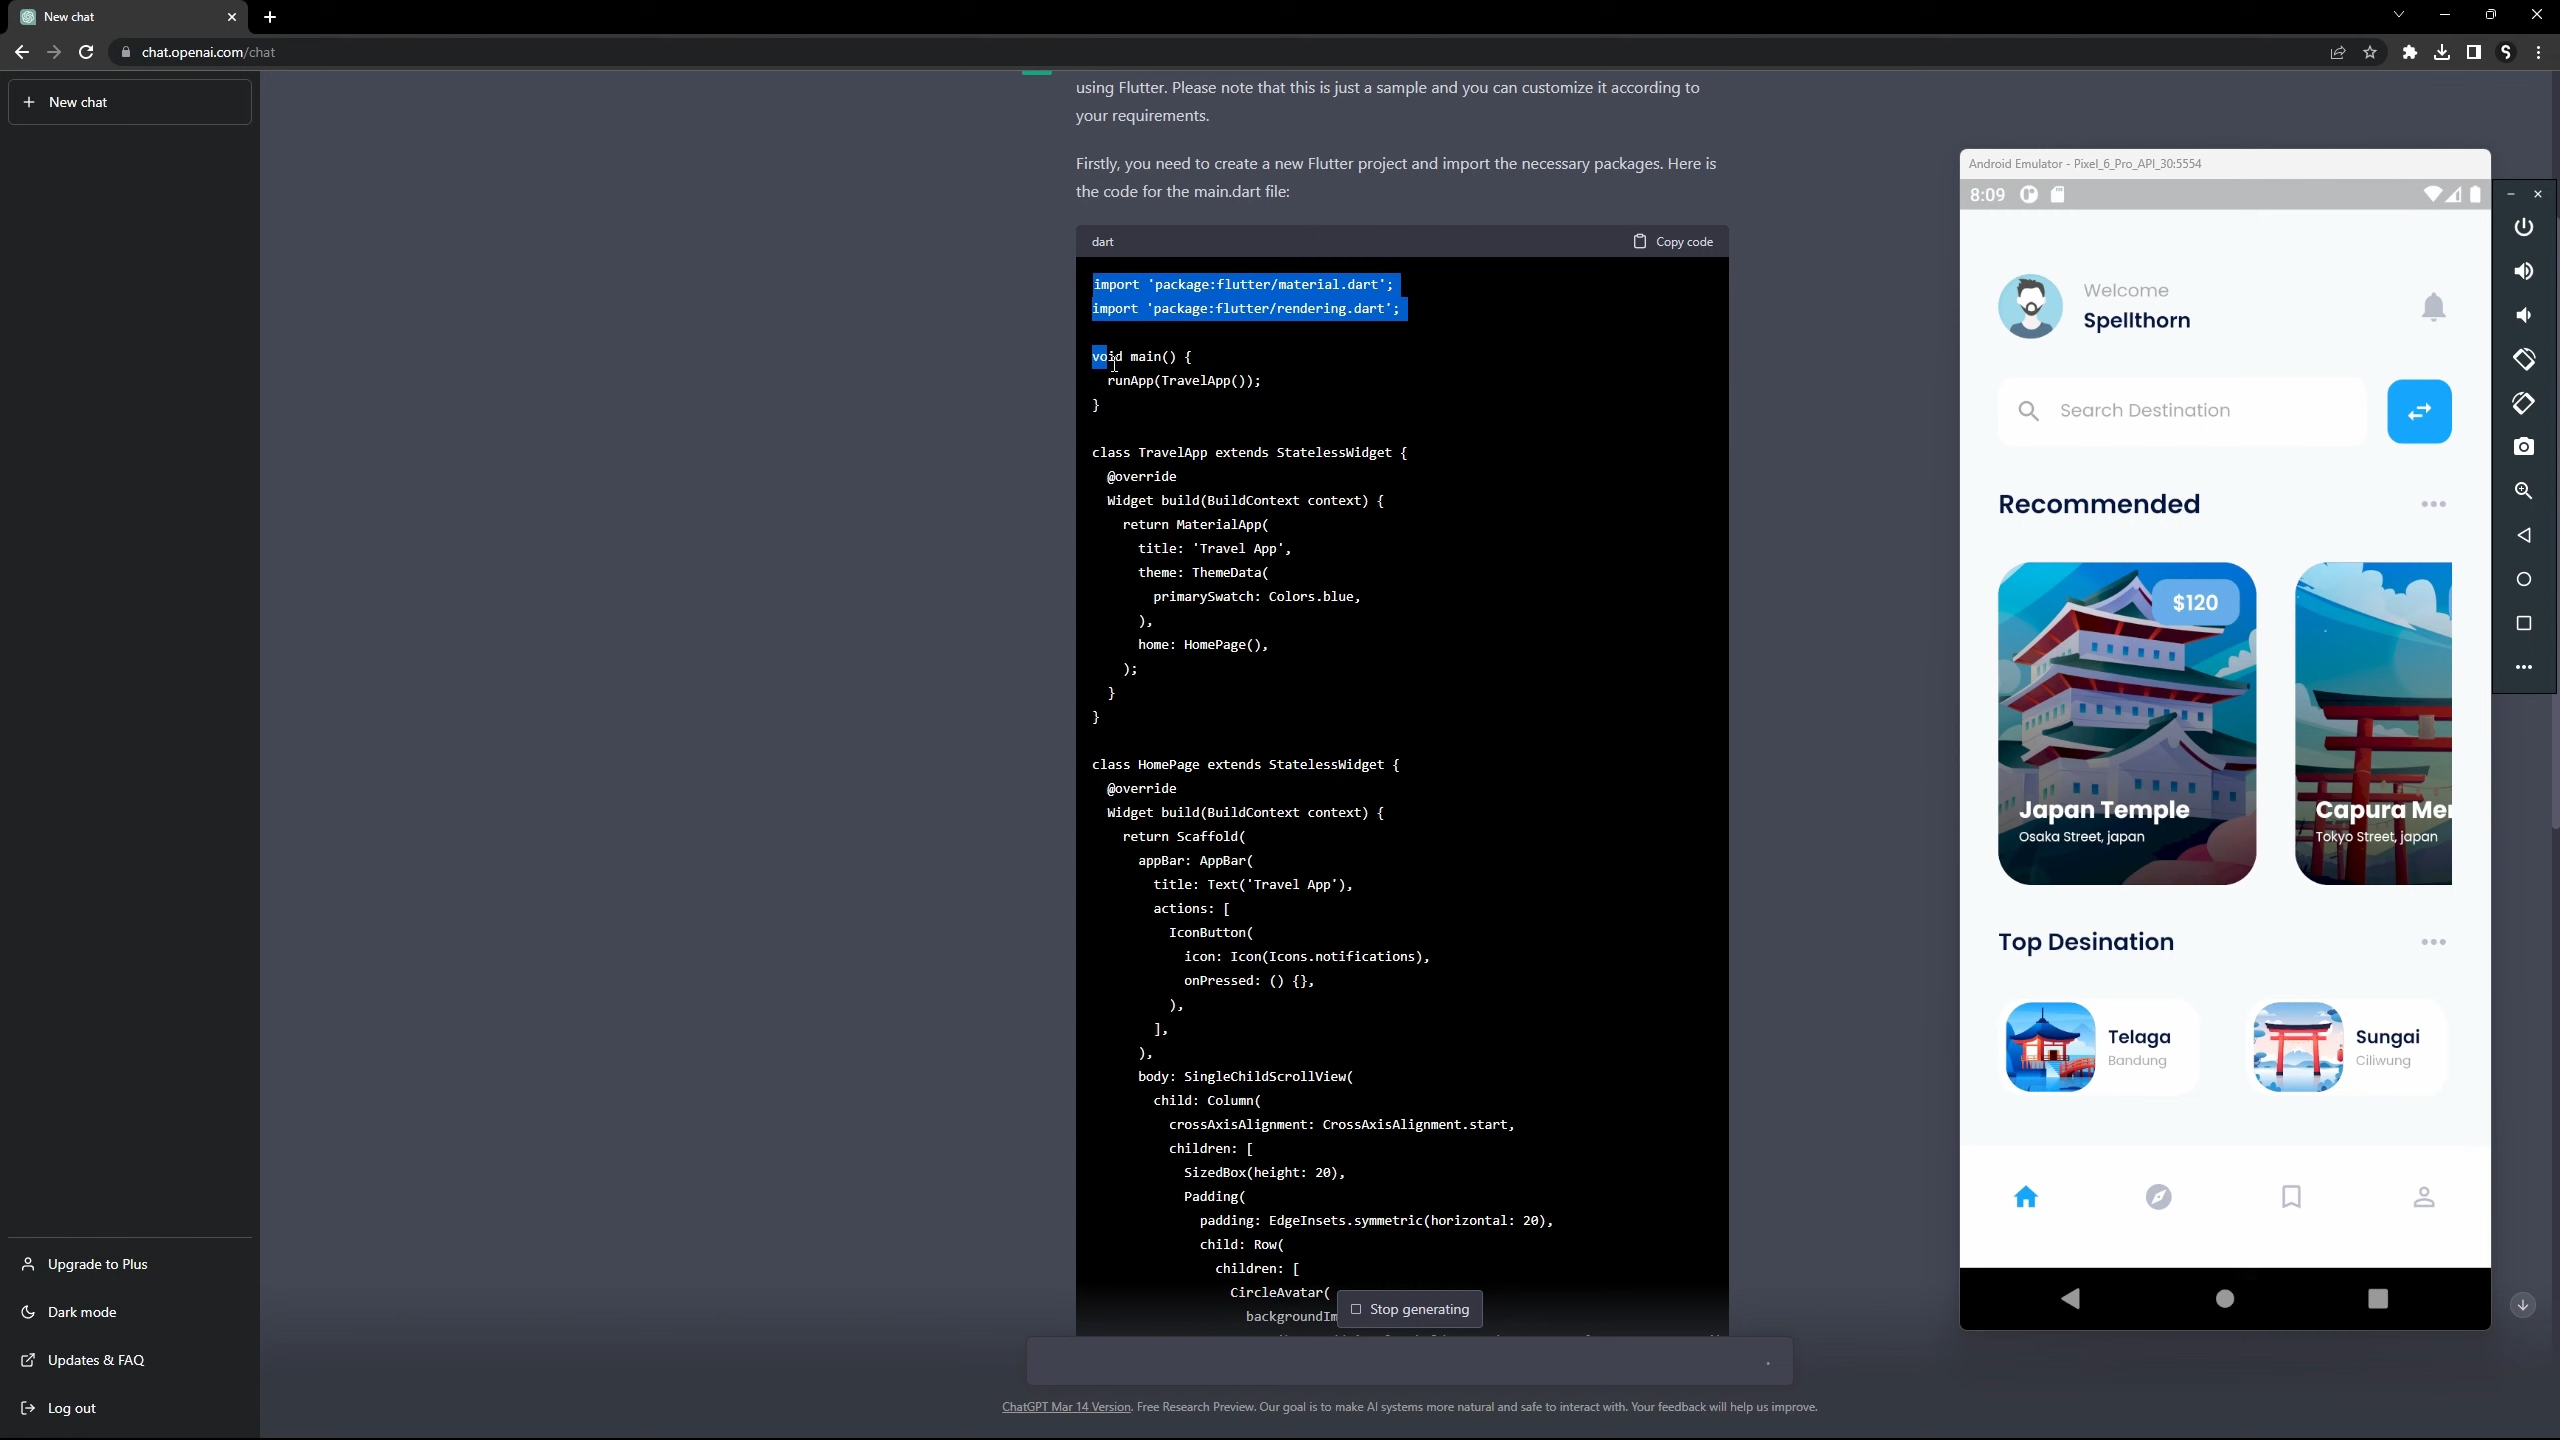 New chat
chat.openai.com/chat
New chat
using Flutter. Please note that this is just a sample and you can customize it according to
your requirements.
Firstly, you need to create a new Flutter project and import the necessary packages. Here is
the code for the main.dart file:
dart
Copy code
import 'package:flutter/material.dart';
import 'package:flutter/rendering.dart';
void main() {
runApp(TravelApp());
}
class TravelApp extends StatelessWidget {
@override
Widget build(BuildContext context) {
return MaterialApp(
title: 'Travel App',
theme: ThemeData(
primarySwatch: Colors.blue,
),
home: HomePage(),
);
}
}
class HomePage extends StatelessWidget {
@override
Widget build(BuildContext context) {
return Scaffold(
appBar: AppBar(
title: Text('Travel App'),
actions: [
IconButton(
icon: Icon(Icons.notifications),
onPressed: () {},
),
],
),
body: SingleChildScrollView(
child: Column(
crossAxisAlignment: CrossAxisAlignment.start,
children: [
SizedBox(height: 20),
Padding(
padding: EdgeInsets.symmetric(horizontal: 20),
child: Row(
children: [
CircleAvatar(
backgroundIm
Stop generating
ChatGPT Mar 14 Version. Free Research Preview. Our goal is to make AI systems more natural and safe to interact with. Your feedback will help us improve.
Upgrade to Plus
Dark mode
Updates & FAQ
Log out
Android Emulator - Pixel_6_Pro_API_30:5554
8:09
Welcome
Spellthorn
Search Destination
Recommended
$120
Japan Temple
Osaka Street, japan
Capura Mer
Tokyo Street, japan
Top Desination
Telaga
Bandung
Sungai
Ciliwung